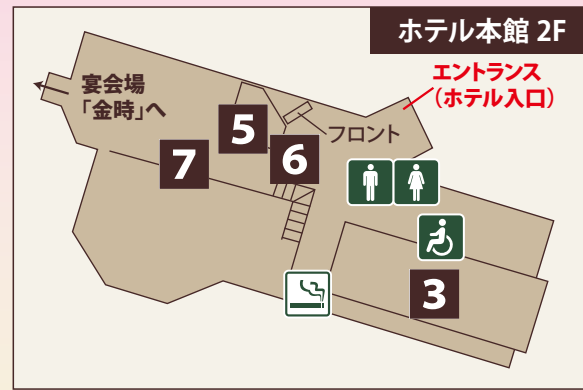 ホテル本館 2F
エントランス
（ホテル入口）
宴会場
「金時」へ
フロント
5
6
7
3